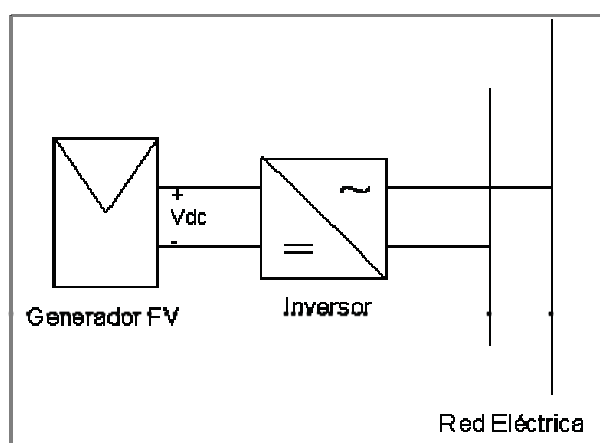 +
Vdc
-
Generador FV
Inversor
Red Eléctrica